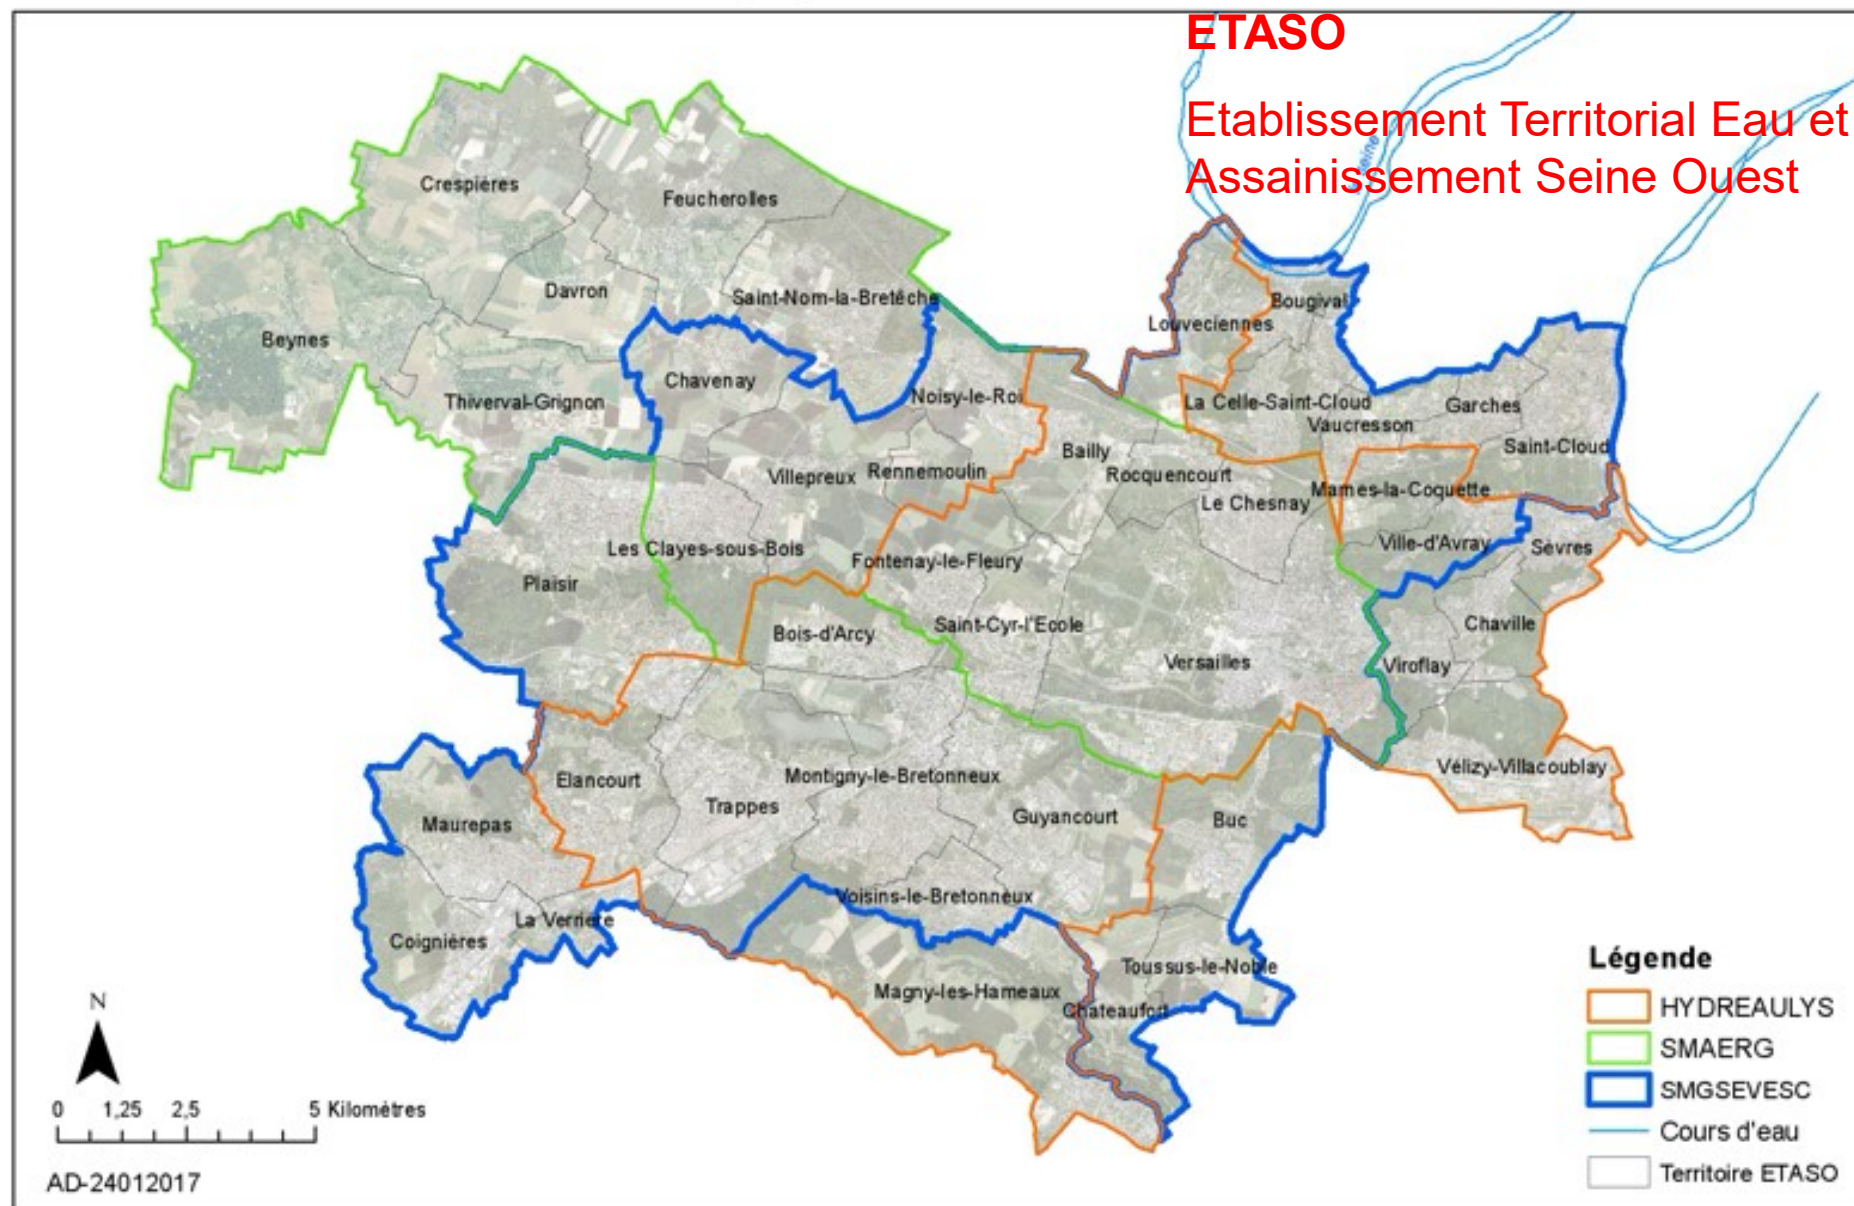 ETASO
Etablissement Territorial Eau et
Assainissement Seine Ouest
Seine
Crespières
Feucherolles
Davron
Saint-Nom-la-Bretêche
Beynes
Bougival
Louveciennes
Chavenay
Thiverval-Grignon
Noisy-le-Roi
La Celle-Saint-Cloud
Garches
Vaucresson
Saint-Cloud
Bailly
Villepreux
Rennemoulin
Rocquencourt
Le Chesnay
Marnes-la-Coquette
Les Clayes-sous-Bois
Fontenay-le-Fleury
Ville-d'Avray
Sèvres
Plaisir
Bois-d'Arcy
Saint-Cyr-l'Ecole
Chaville
Versailles
Viroflay
Elancourt
Montigny-le-Bretonneux
Vélizy-Villacoublay
Trappes
Maurepas
Guyancourt
Buc
Voisins-le-Bretonneux
La Verrière
Coignières
Toussus-le-Noble
Magny-les-Hameaux
Chateaufort
N
0 1,25 2,5 5 Kilomètres
AD-24012017
Légende
HYDREAULYS
SMAERG
SMGSEVESC
Cours d'eau
Territoire ETASO